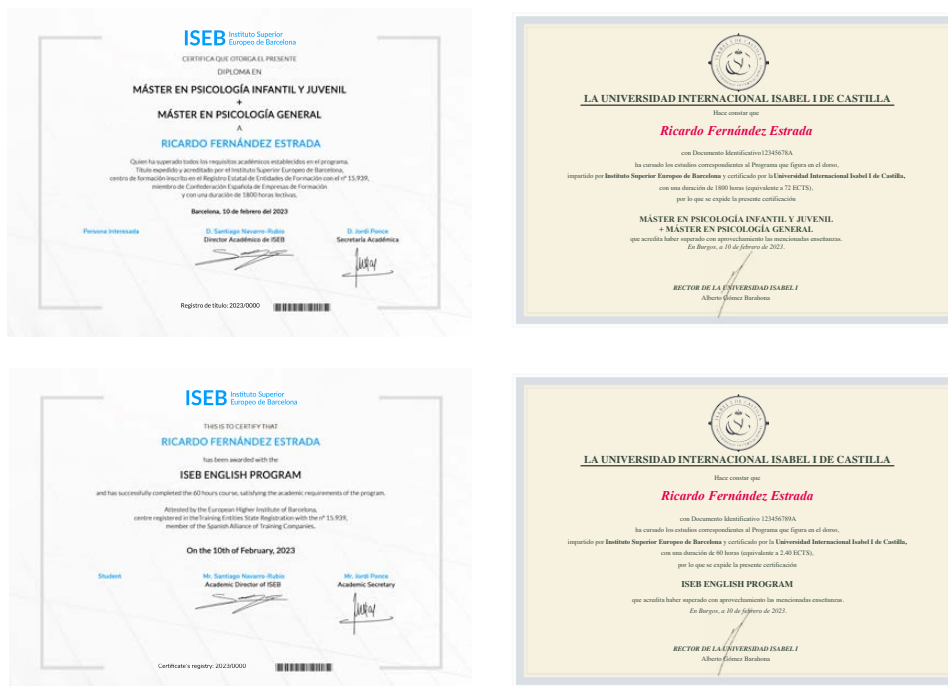 ISEB Instituto Superior
Europeo de Barcelona
CERTIFICA QUE OTORGA EL PRESENTE
DIPLOMA EN
MÁSTER EN PSICOLOGÍA INFANTIL Y JUVENIL
+
MÁSTER EN PSICOLOGÍA GENERAL
A
RICARDO FERNÁNDEZ ESTRADA
Quien ha superado todos los requisitos académicos establecidos en el programa.
Título expedido y acreditado por el Instituto Superior Europeo de Barcelona,
centro de formación inscrito en el Registro Estatal de Entidades de Formación con el nº 15.939,
miembro de Confederación Española de Empresas de Formación
y con una duración de 1800 horas lectivas.
Barcelona, 10 de febrero del 2023
Persona Interesada D. Santiago Navarro-Rubio D. Jordi Ponce
Director Académico de ISEB Secretaría Académica
Registro de título: 2023/0000
LA UNIVERSIDAD INTERNACIONAL ISABEL I DE CASTILLA
Hace constar que
Ricardo Fernández Estrada
con Documento Identificativo12345678A
ha cursado los estudios correspondientes al Programa que figura en el dorso,
impartido por Instituto Superior Europeo de Barcelona y certificado por la Universidad Internacional Isabel I de Castilla,
con una duración de 1800 horas (equivalente a 72 ECTS),
por lo que se expide la presente certificación
MÁSTER EN PSICOLOGÍA INFANTIL Y JUVENIL
+ MÁSTER EN PSICOLOGÍA GENERAL
que acredita haber superado con aprovechamiento las mencionadas enseñanzas.
En Burgos, a 10 de febrero de 2023.
RECTOR DE LA UNIVERSIDAD ISABEL I
Alberto Gómez Barahona
ISEB Instituto Superior
Europeo de Barcelona
THIS IS TO CERTIFY THAT
RICARDO FERNÁNDEZ ESTRADA
has been awarded with the
ISEB ENGLISH PROGRAM
and has successfully completed the 60 hours course, satisfying the academic requirements of the program.
Attested by the European Higher Institute of Barcelona,
centre registered in the Training Entities State Registration with the nº 15.939,
member of the Spanish Alliance of Training Companies.
On the 10th of February, 2023
Student Mr. Santiago Navarro-Rubio Mr. Jordi Ponce
Academic Director of ISEB Academic Secretary
Certificate's registry: 2023/0000
LA UNIVERSIDAD INTERNACIONAL ISABEL I DE CASTILLA
Hace constar que
Ricardo Fernández Estrada
con Documento Identificativo 123456789A
ha cursado los estudios correspondientes al Programa que figura en el dorso,
impartido por Instituto Superior Europeo de Barcelona y certificado por la Universidad Internacional Isabel I de Castilla,
con una duración de 60 horas (equivalente a 2.40 ECTS),
por lo que se expide la presente certificación
ISEB ENGLISH PROGRAM
que acredita haber superado con aprovechamiento las mencionadas enseñanzas.
En Burgos, a 10 de febrero de 2023.
RECTOR DE LA UNIVERSIDAD ISABEL I
Alberto Gómez Barahona